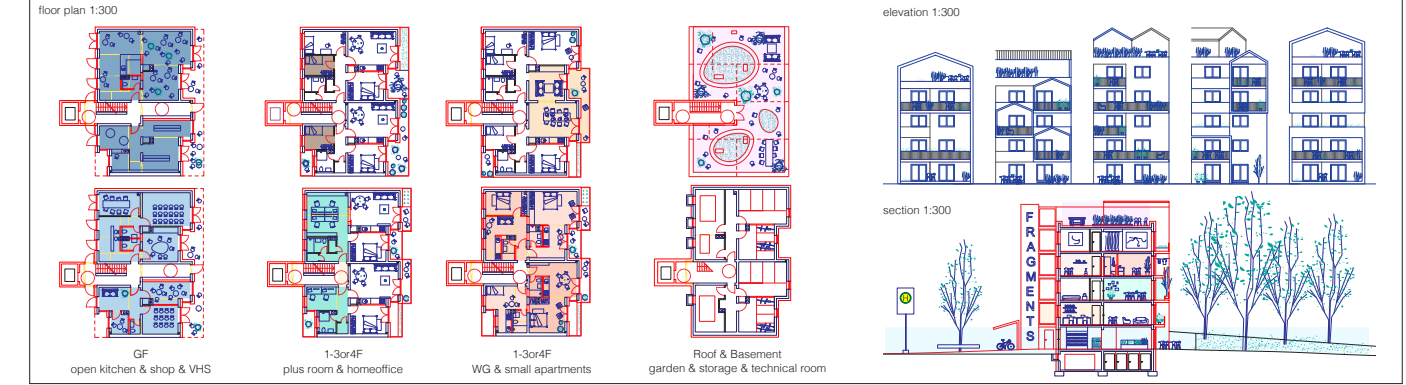 floor plan 1:300
elevation 1:300
section 1:300
FRAGMENTS
H
GF
open kitchen & shop & VHS
1-3or4F
plus room & homeoffice
1-3or4F
WG & small apartments
Roof & Basement
garden & storage & technical room